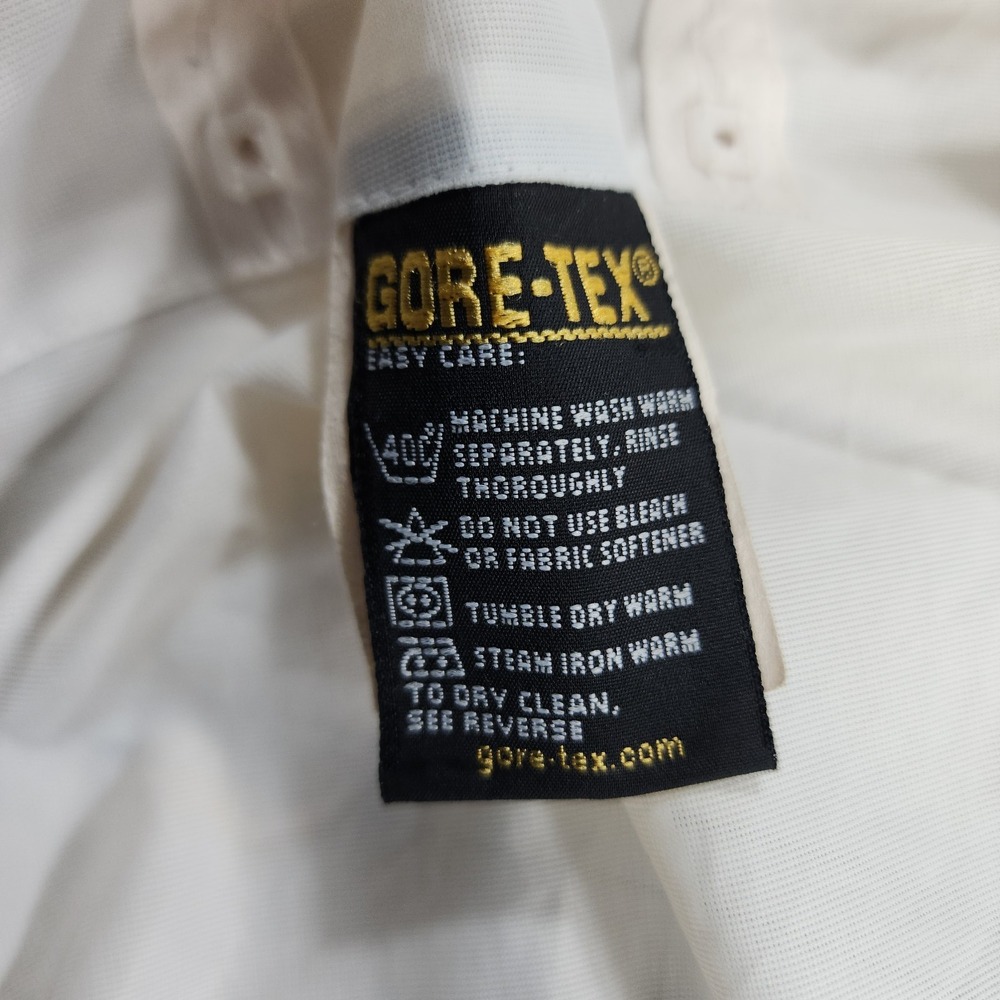 GORE-TEX®
EASY CARE:
40°
MACHINE WASH WARM
SEPARATELY, RINSE
THOROUGHLY
DO NOT USE BLEACH
OR FABRIC SOFTENER
TUMBLE DRY WARM
STEAM IRON WARM
TO DRY CLEAN,
SEE REVERSE
gore-tex.com